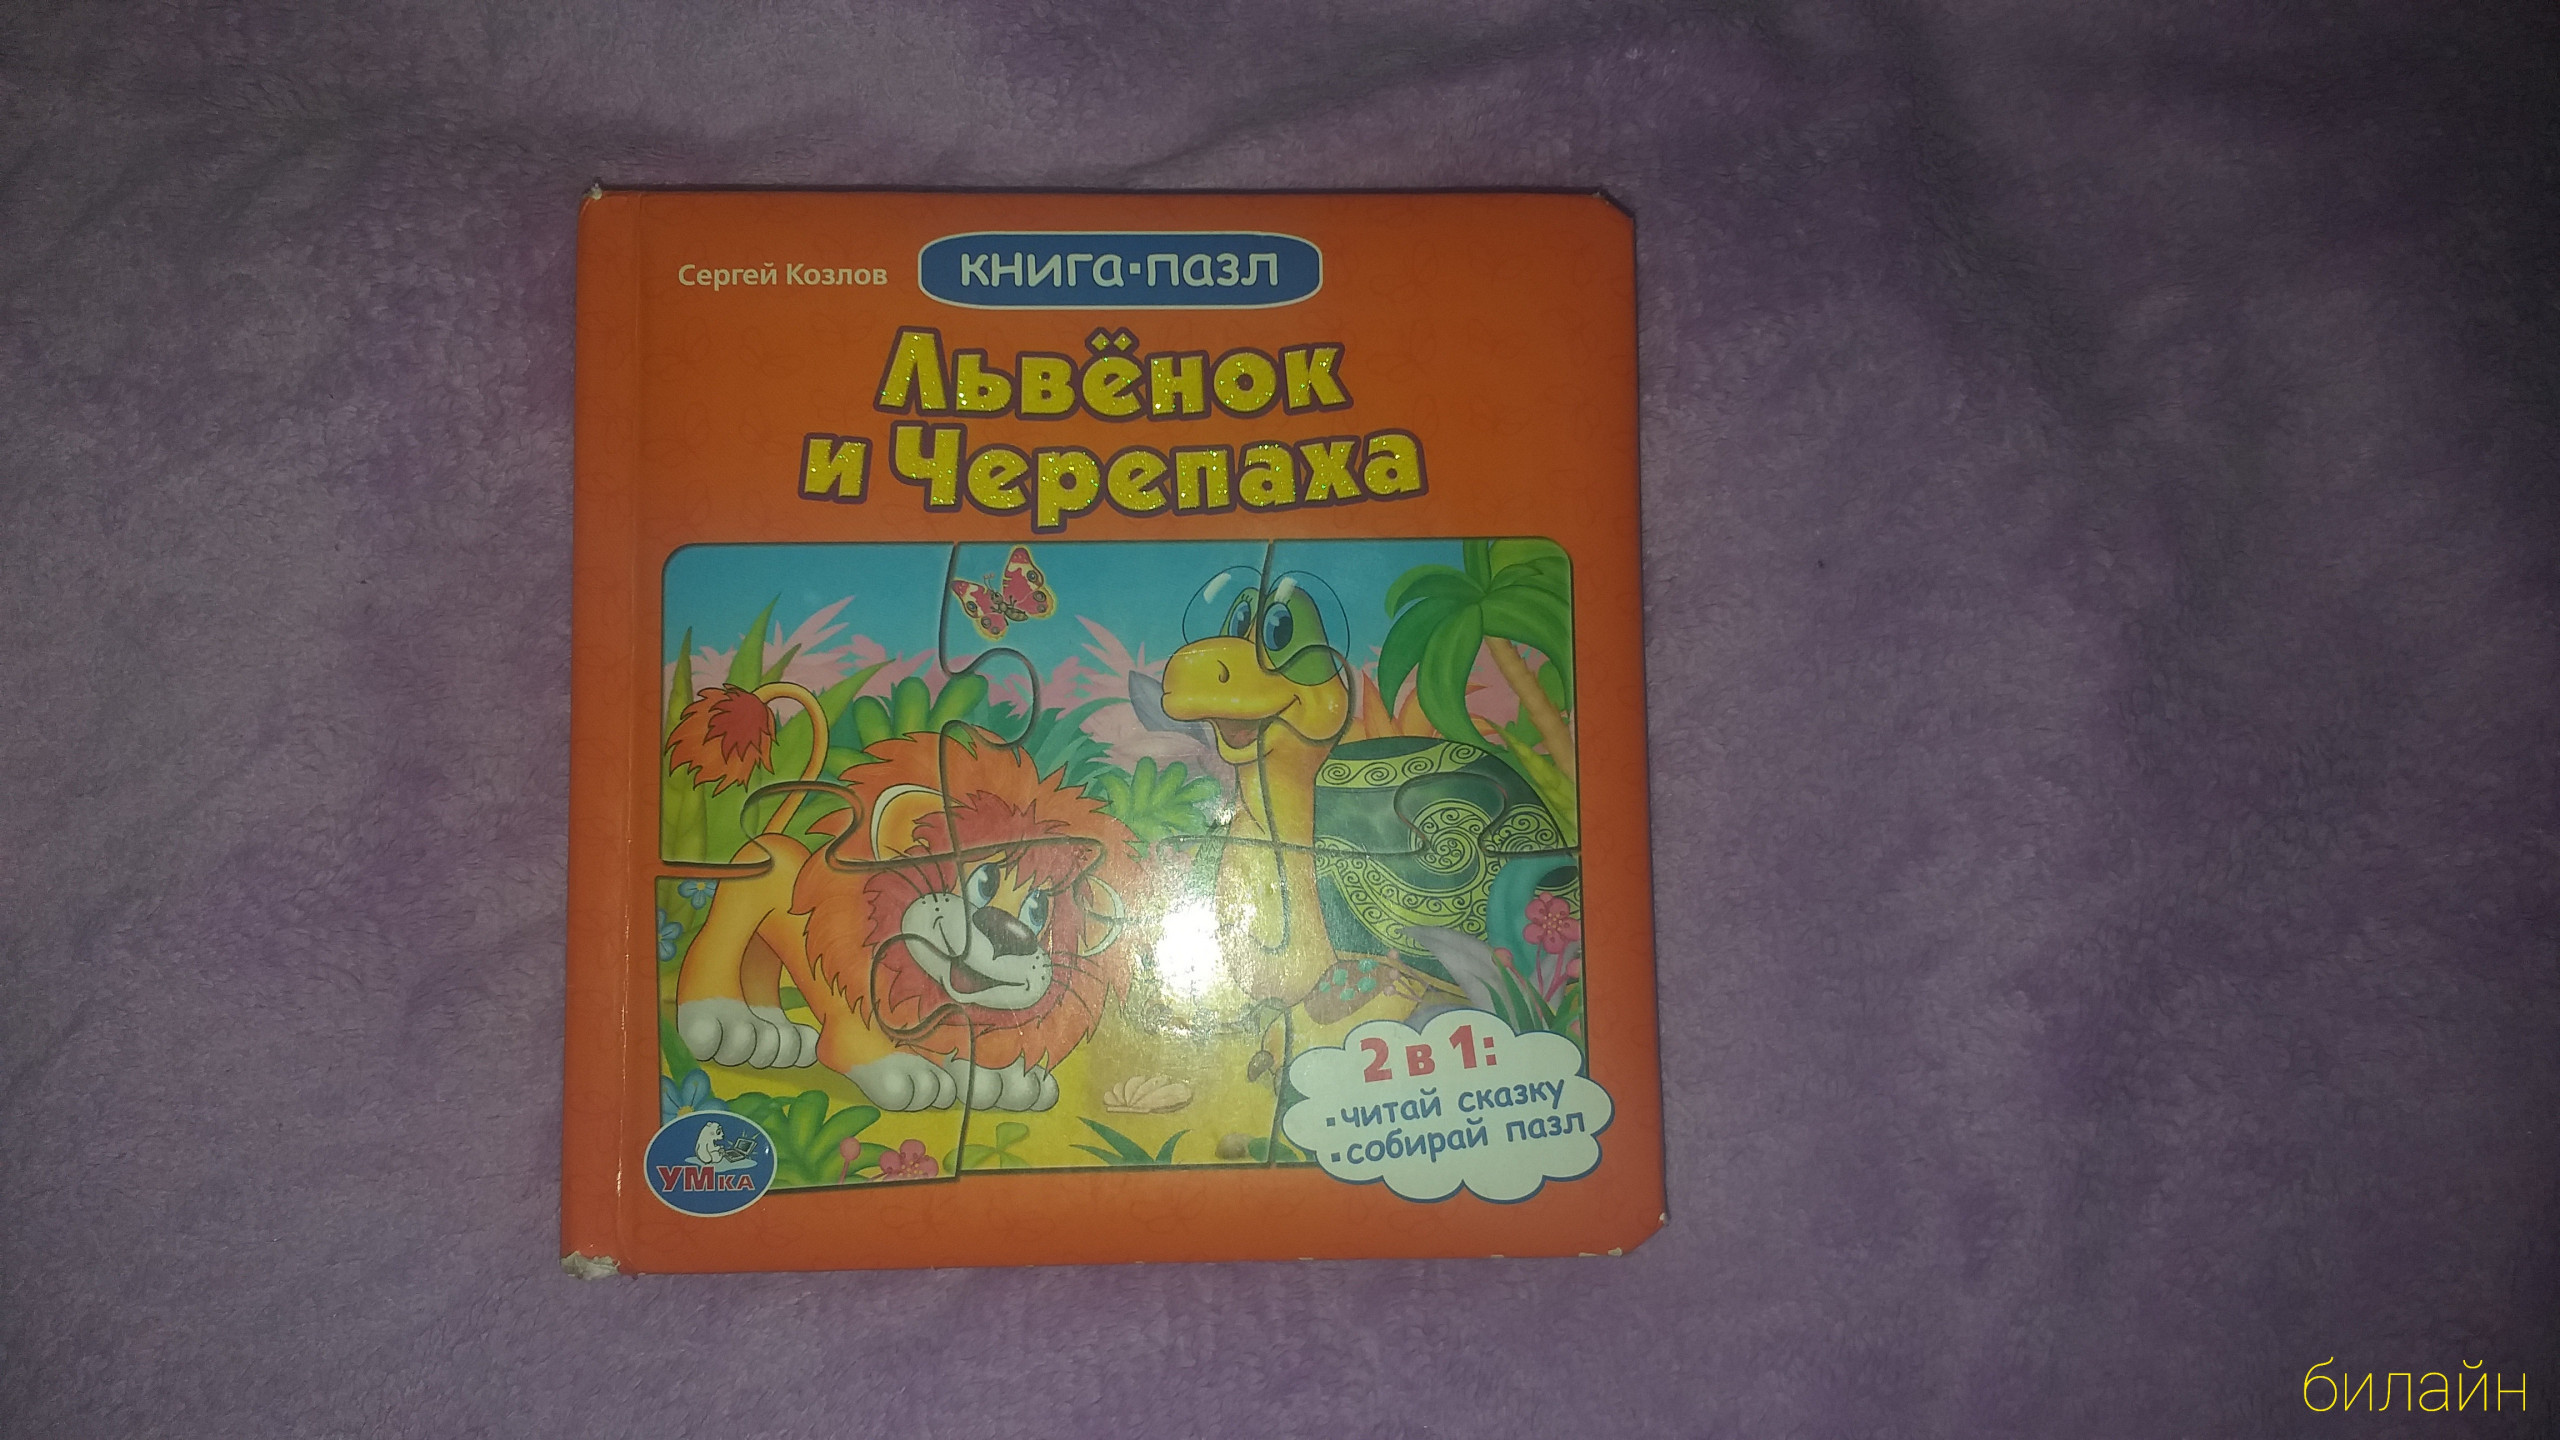 Сергей Козлов
книга-пазл
Львёнок
и Черепаха
2 в 1:
▪читай сказку
▪собирай пазл
УМка
билайн